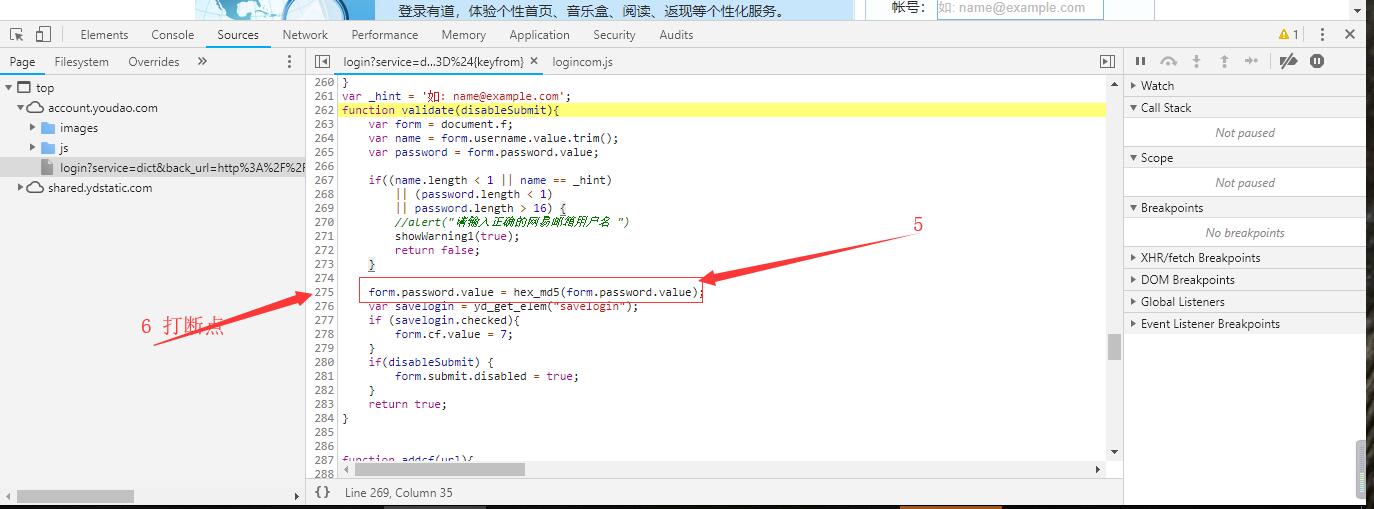 登录有道，体验个性首页、音乐盒、阅读、返现等个性化服务。
帐号： 如: name@example.com
Elements Console Sources Network Performance Memory Application Security Audits 1
Page Filesystem Overrides » login?service=d...3D%24{keyfrom} × logincom.js
top
account.youdao.com
images
js
login?service=dict&back_url=http%3A%2F%2F
shared.ydstatic.com
260 }
261 var _hint = '如: name@example.com';
262 function validate(disableSubmit){
263 var form = document.f;
264 var name = form.username.value.trim();
265 var password = form.password.value;
266
267 if((name.length < 1 || name == _hint)
268 || (password.length < 1)
269 || password.length > 16) {
270 //alert("请输入正确的网易邮箱用户名 ")
271 showWarning1(true);
272 return false;
273 }
274
275 form.password.value = hex_md5(form.password.value);
276 var savelogin = yd_get_elem("savelogin");
277 if (savelogin.checked){
278 form.cf.value = 7;
279 }
280 if(disableSubmit) {
281 form.submit.disabled = true;
282 }
283 return true;
284 }
285
286
287 function addcf(url){
288
5
6 打断点
{} Line 269, Column 35
Watch
Call Stack
Not paused
Scope
Not paused
Breakpoints
No breakpoints
XHR/fetch Breakpoints
DOM Breakpoints
Global Listeners
Event Listener Breakpoints